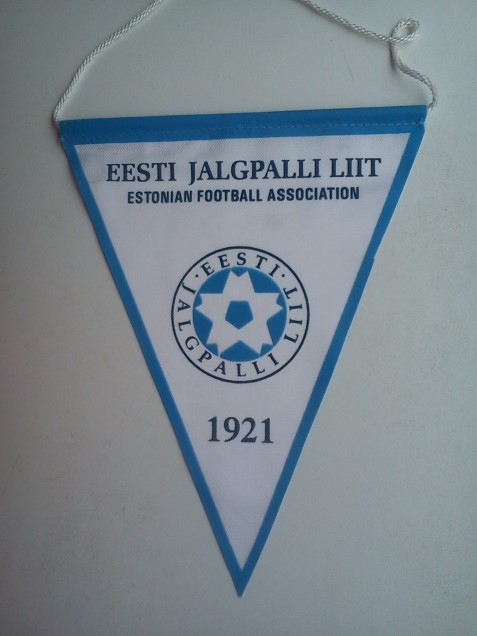 EESTI JALGPALLI LIIT
ESTONIAN FOOTBALL ASSOCIATION
·EESTI·
JALGPALLI LIIT
1921